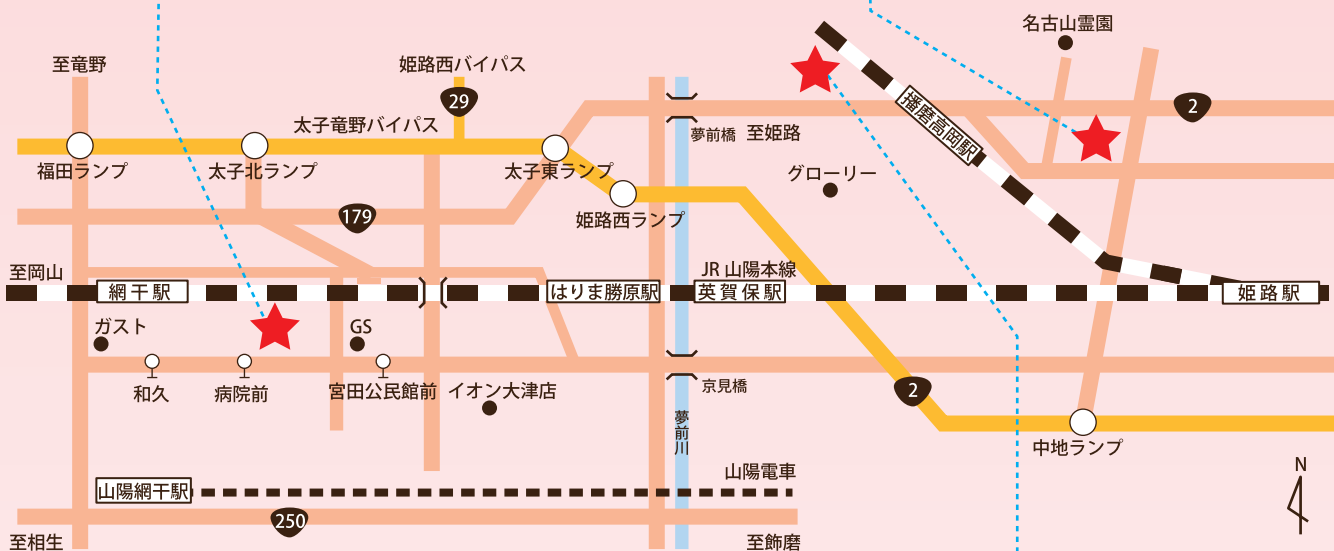 名古山霊園
至竜野
姫路西バイパス
29
2
太子竜野バイパス
夢前橋
至姫路
播磨高岡駅
福田ランプ
太子北ランプ
太子東ランプ
グローリー
179
姫路西ランプ
至岡山
JR 山陽本線
網干駅
はりま勝原駅
英賀保駅
姫路駅
ガスト
GS
和久
病院前
宮田公民館前
イオン大津店
京見橋
2
夢前川
中地ランプ
山陽電車
N
山陽網干駅
250
至相生
至飾磨